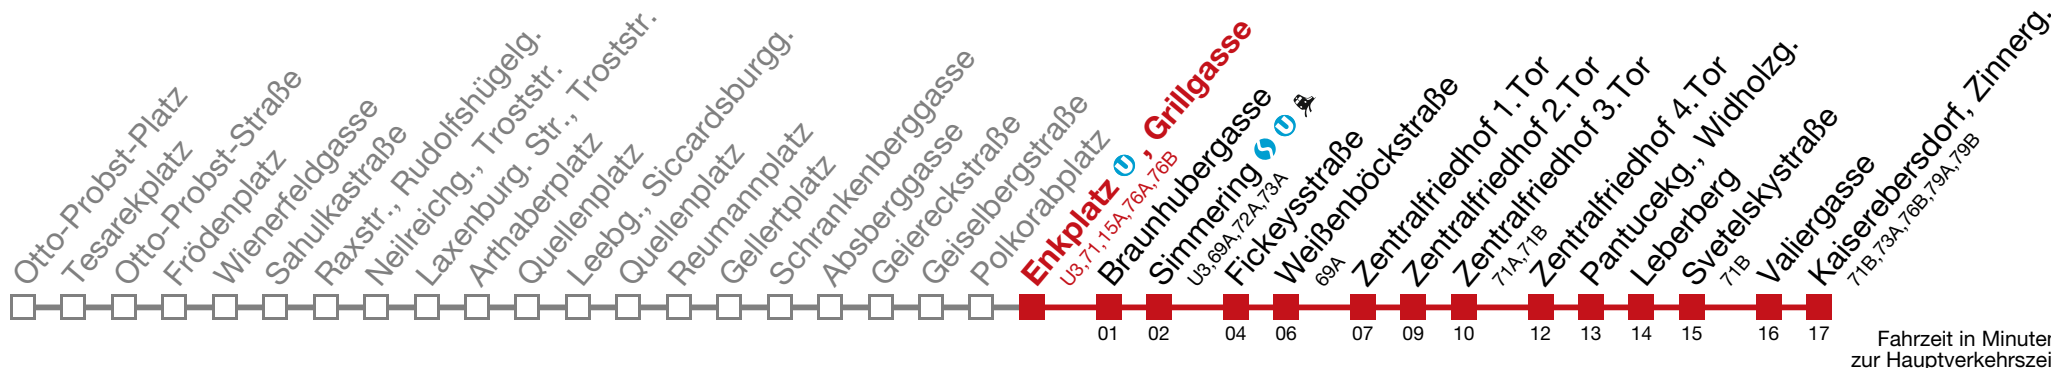 Otto-Probst-Platz
Tesarekplatz
Otto-Probst-Straße
Frödenplatz
Wienerfeldgasse
Sahulkastraße
Raxstr., Rudolfshügelg.
Neilreichg., Troststr.
Laxenburg. Str., Troststr.
Arthaberplatz
Quellenplatz
Leebg., Siccardsburgg.
Quellenplatz
Reumannplatz
Gellertplatz
Schrankenberggasse
Absberggasse
Geiereckstraße
Geiselbergstraße
Polkorabplatz
Enkplatz U , Grillgasse
U3,71,15A,76A,76B
Braunhubergasse
Simmering S U
U3,69A,72A,73A
Fickeysstraße
Weißenböckstraße
69A
Zentralfriedhof 1.Tor
Zentralfriedhof 2.Tor
Zentralfriedhof 3.Tor
71A,71B
Zentralfriedhof 4.Tor
Pantucekg., Widholzg.
Leberberg
Svetelskystraße
71B
Valiergasse
Kaiserebersdorf, Zinnerg.
71B,73A,76B,79A,79B
01 02 04 06 07 09 10 12 13 14 15 16 17
Fahrzeit in Minuten
zur Hauptverkehrszeit